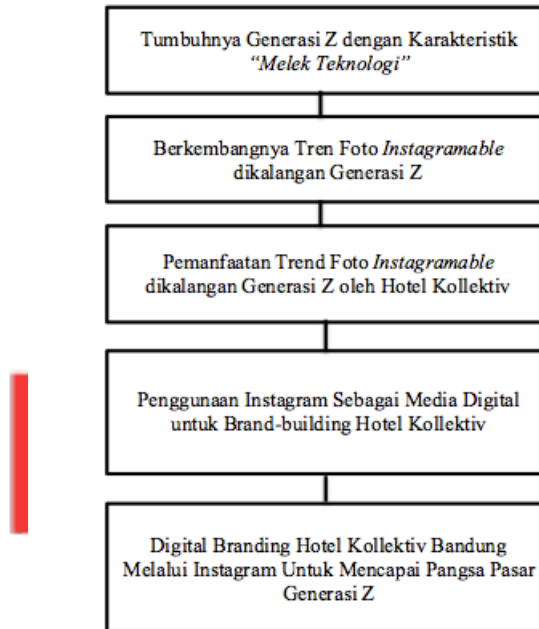 Tumbuhnya Generasi Z dengan Karakteristik
“Melek Teknologi”
Berkembangnya Tren Foto Instagramable
dikalangan Generasi Z
Pemanfaatan Trend Foto Instagramable
dikalangan Generasi Z oleh Hotel Kollektiv
Penggunaan Instagram Sebagai Media Digital
untuk Brand-building Hotel Kollektiv
Digital Branding Hotel Kollektiv Bandung
Melalui Instagram Untuk Mencapai Pangsa Pasar
Generasi Z